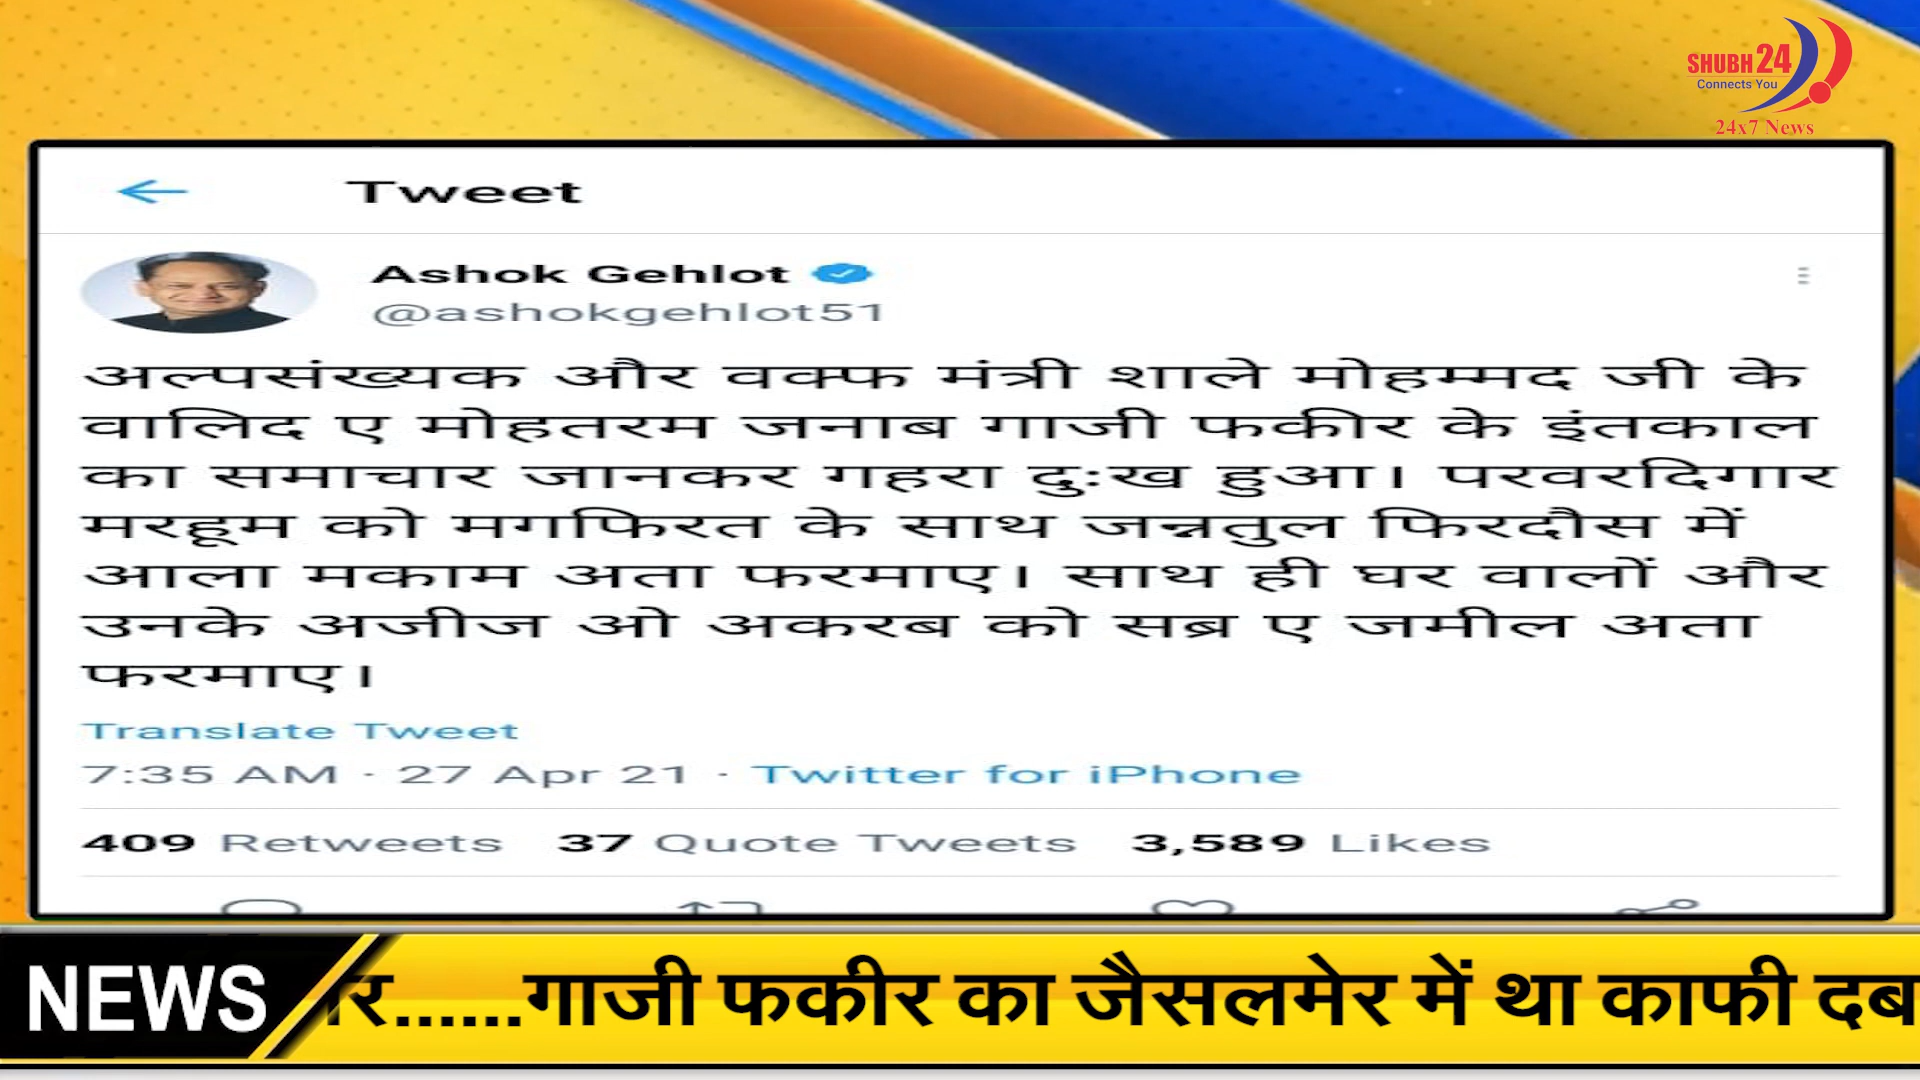 SHUBH 24
Connects You
24x7 News
Tweet
Ashok Gehlot
@ashokgehlot51
अल्पसंख्यक और वक्फ मंत्री शाले मोहम्मद जी के
वालिद ए मोहतरम जनाब गाजी फकीर के इंतकाल
का समाचार जानकर गहरा दुःख हुआ। परवरदिगार
मरहूम को मगफिरत के साथ जन्नतुल फिरदौस में
आला मकाम अता फरमाए। साथ ही घर वालों और
उनके अजीज ओ अकरब को सब्र ए जमील अता
फरमाए।
Translate Tweet
7:35 AM · 27 Apr 21 · Twitter for iPhone
409 Retweets 37 Quote Tweets 3,589 Likes
NEWS र......गाजी फकीर का जैसलमेर में था काफी दब